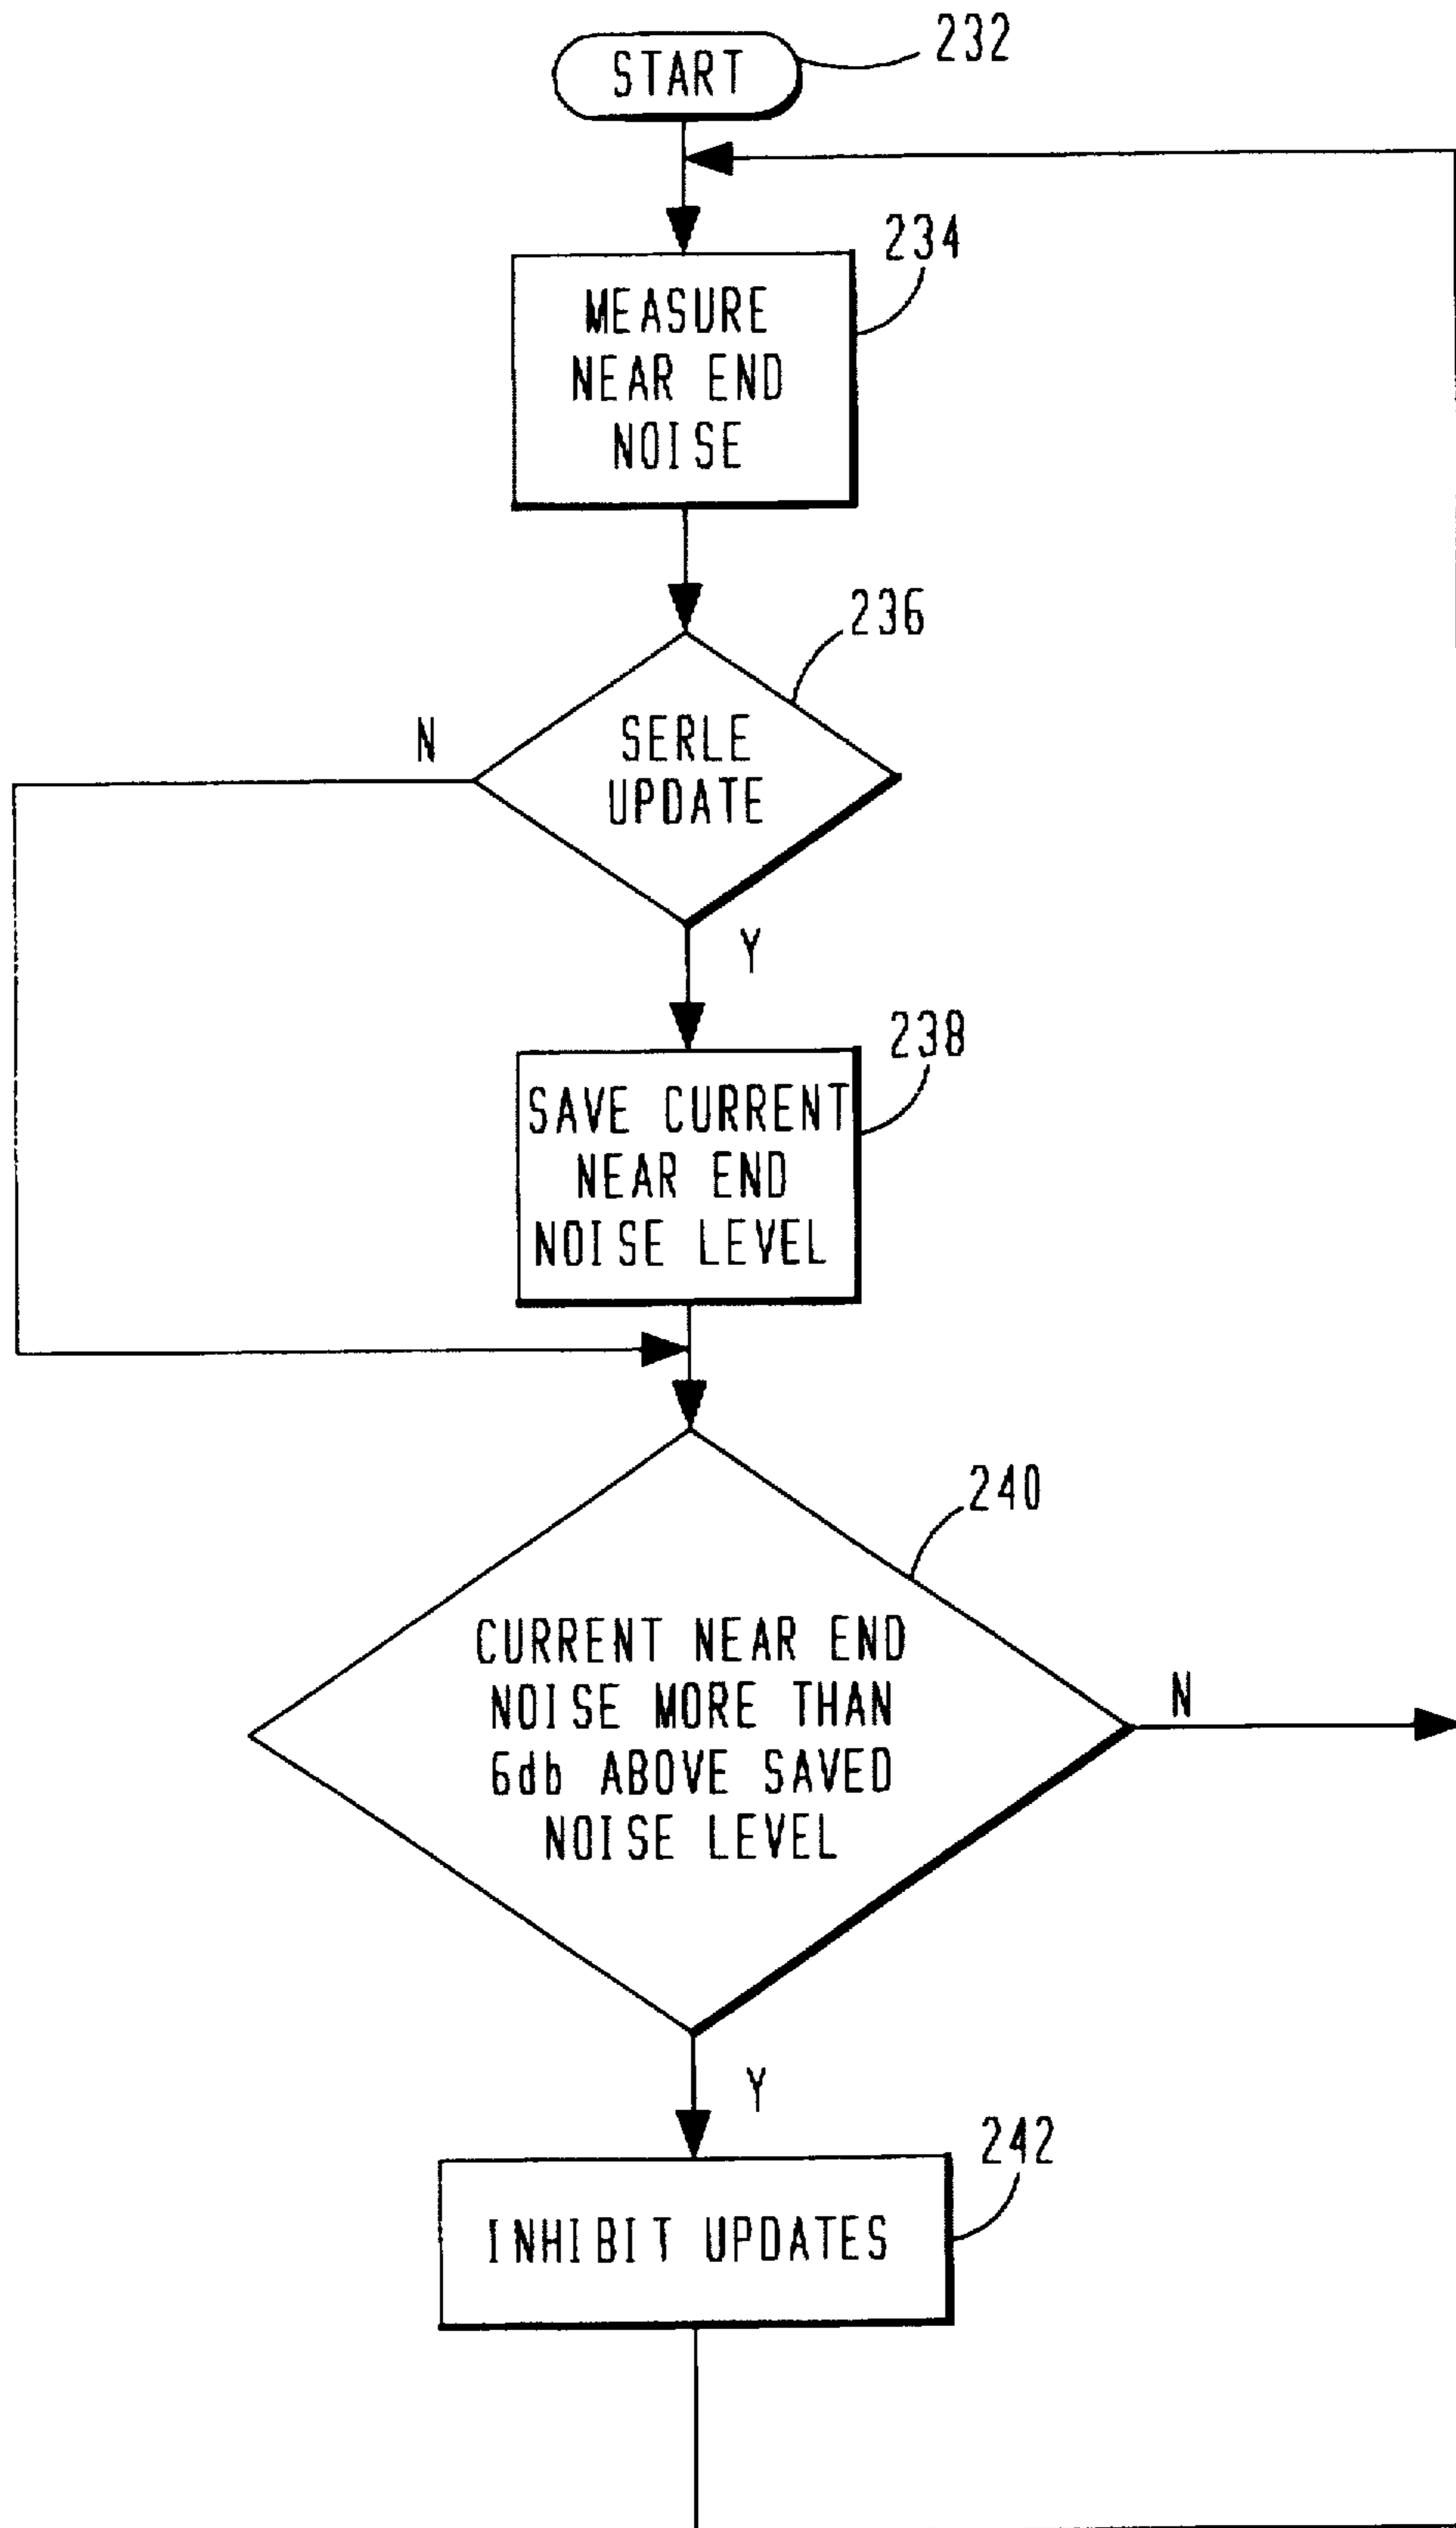 START
232
234
MEASURE
NEAR END
NOISE
236
N
SERLE
UPDATE
Y
238
SAVE CURRENT
NEAR END
NOISE LEVEL
240
CURRENT NEAR END
NOISE MORE THAN
6db ABOVE SAVED
NOISE LEVEL
N
Y
242
INHIBIT UPDATES